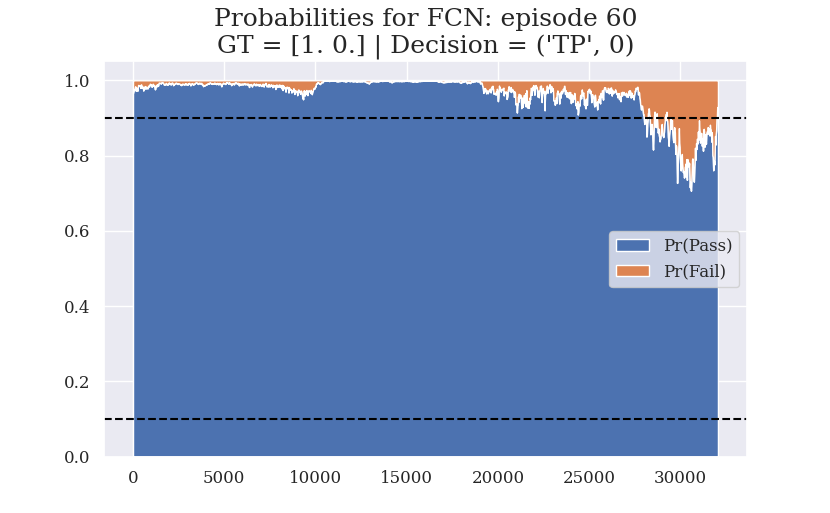 Probabilities for FCN: episode 60
GT = [1. 0.] | Decision = ('TP', 0)
1.0
0.8
0.6
0.4
0.2
0.0
Pr(Pass)
Pr(Fail)
0 5000 10000 15000 20000 25000 30000